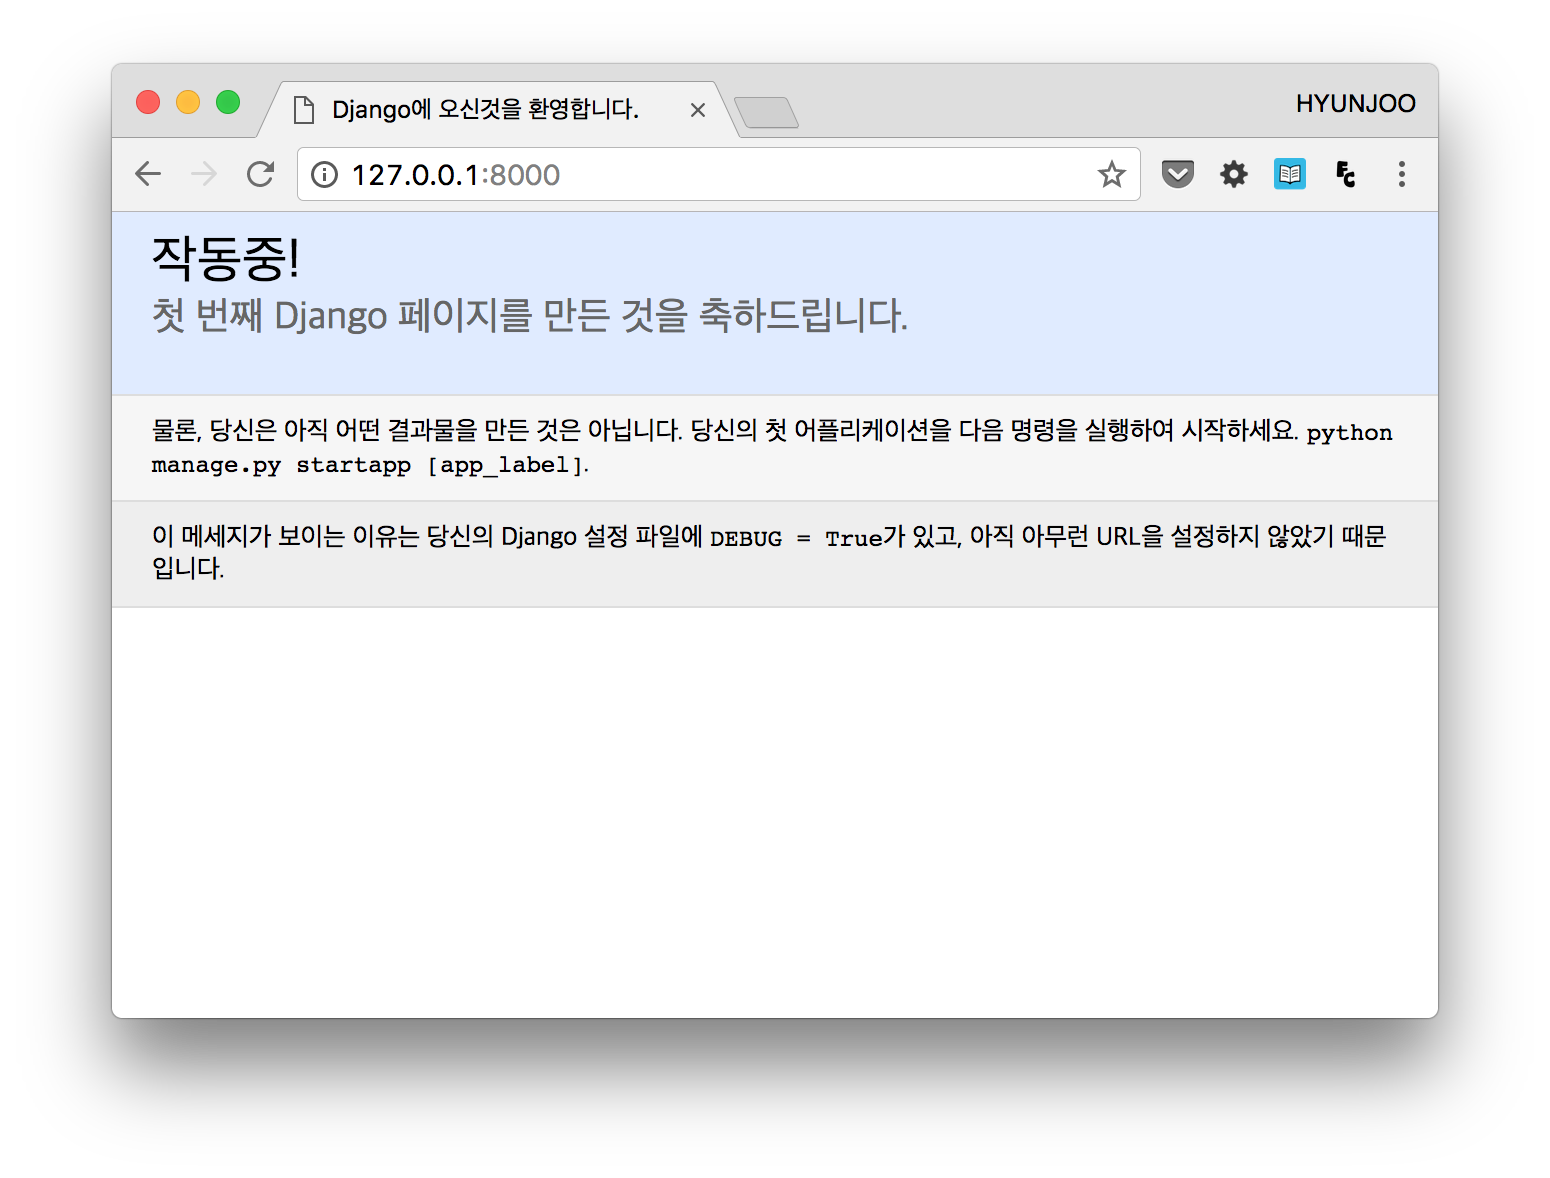 Django에 오신것을 환영합니다.
HYUNJOO
127.0.0.1:8000
작동중!
첫 번째 Django 페이지를 만든 것을 축하드립니다.
물론, 당신은 아직 어떤 결과물을 만든 것은 아닙니다. 당신의 첫 어플리케이션을 다음 명령을 실행하여 시작하세요. python
manage.py startapp [app_label].
이 메세지가 보이는 이유는 당신의 Django 설정 파일에 DEBUG = True가 있고, 아직 아무런 URL을 설정하지 않았기 때문
입니다.